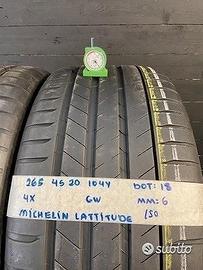 265 45 20 104Y DOT: 18
4X GW MM: 6
MICHELIN LATTITUDE 150
subito